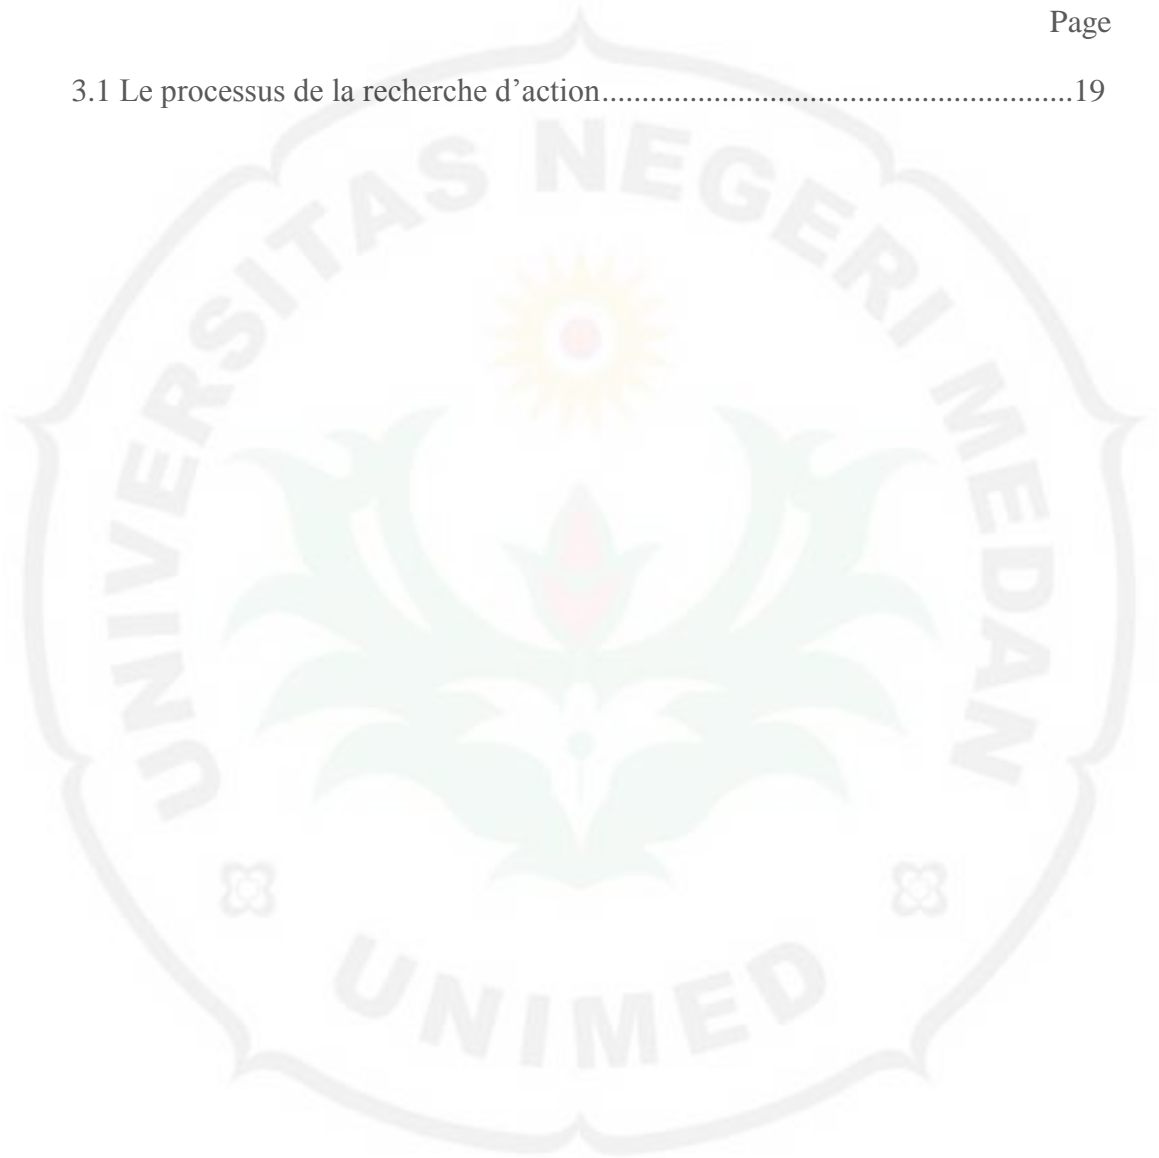 Page
3.1 Le processus de la recherche d’action..........................................................19
UNIVERSITAS NEGERI MEDAN
UNIMED